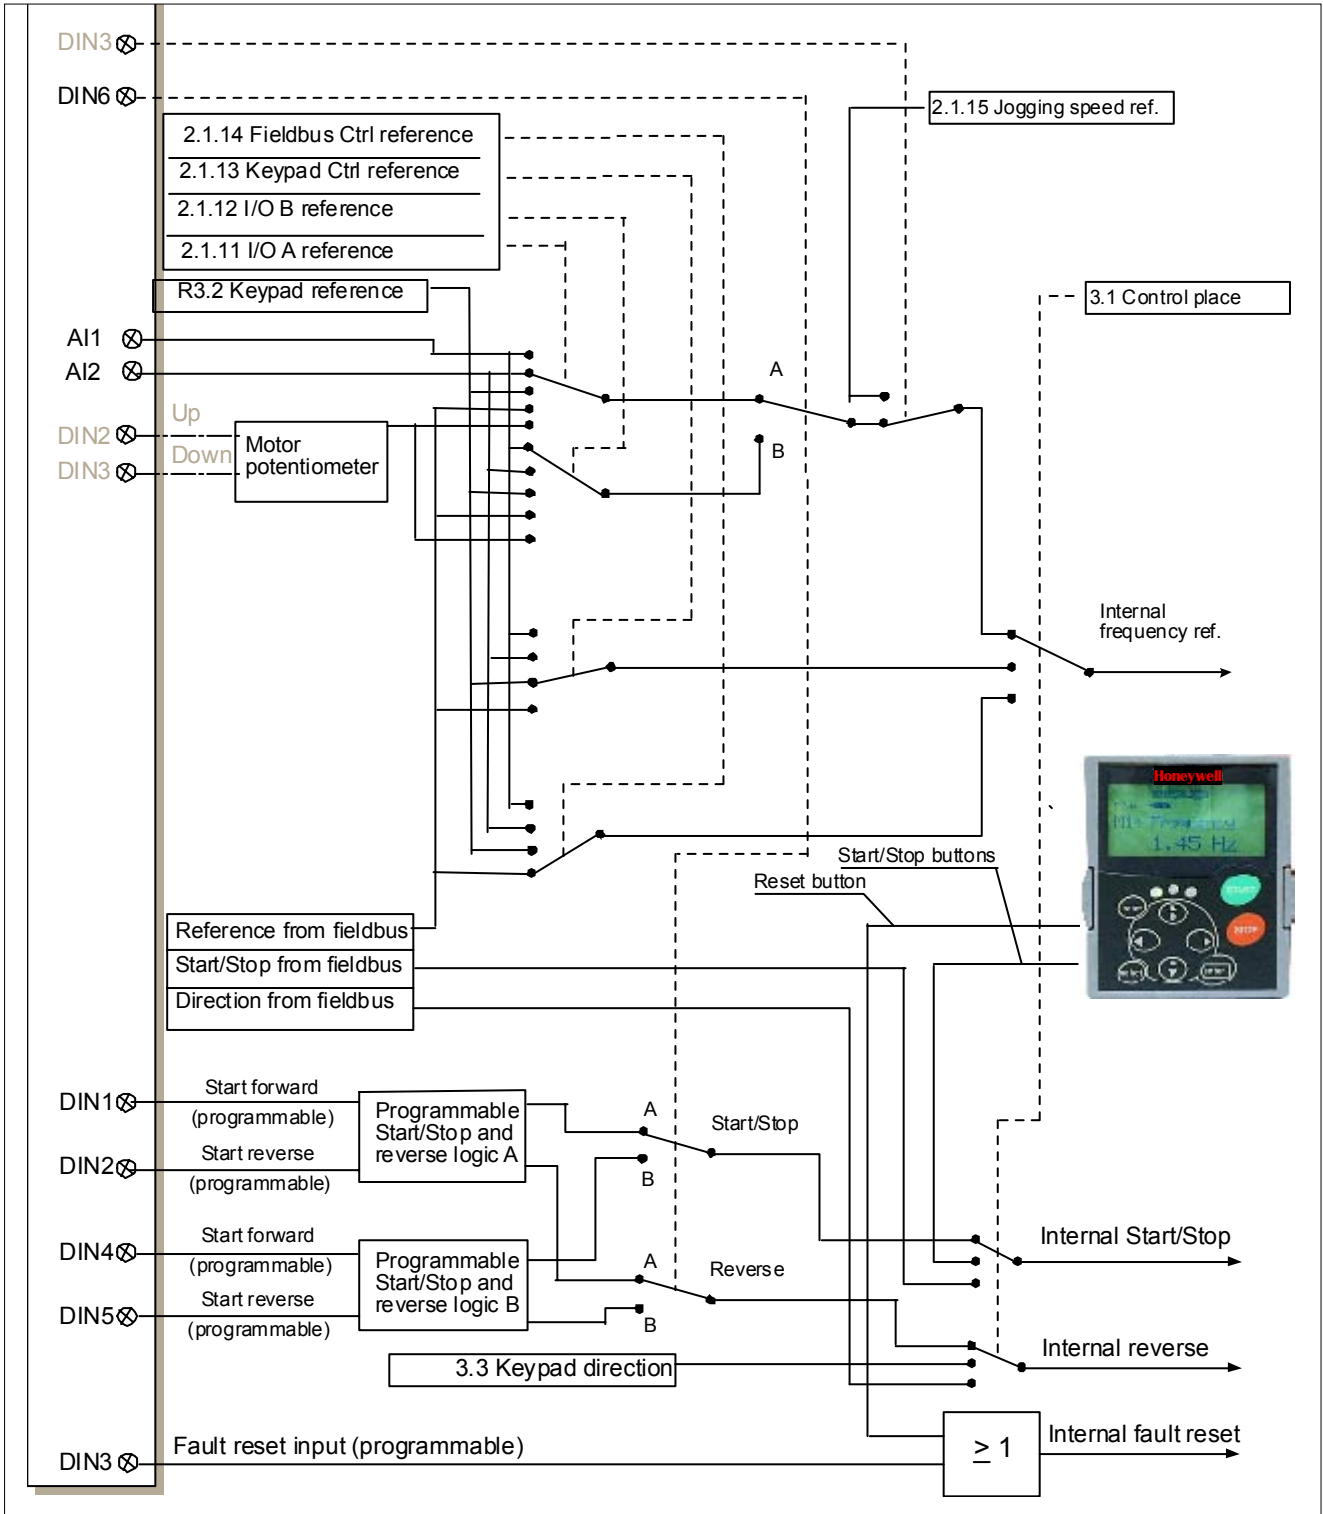 DIN3
DIN6
2.1.15 Jogging speed ref.
2.1.14 Fieldbus Ctrl reference
2.1.13 Keypad Ctrl reference
2.1.12 I/O B reference
2.1.11 I/O A reference
R3.2 Keypad reference
3.1 Control place
AI1
AI2
A
Up
DIN2
Down
DIN3
Motor
potentiometer
B
Internal
frequency ref.
Honeywell
1.45 Hz
START
STOP
Start/Stop buttons
Reset button
Reference from fieldbus
Start/Stop from fieldbus
Direction from fieldbus
DIN1
Start forward
(programmable)
DIN2
Start reverse
(programmable)
Programmable
Start/Stop and
reverse logic A
A
B
Start/Stop
DIN4
Start forward
(programmable)
DIN5
Start reverse
(programmable)
Programmable
Start/Stop and
reverse logic B
A
B
Reverse
Internal Start/Stop
3.3 Keypad direction
Internal reverse
DIN3
Fault reset input (programmable)
≥ 1
Internal fault reset